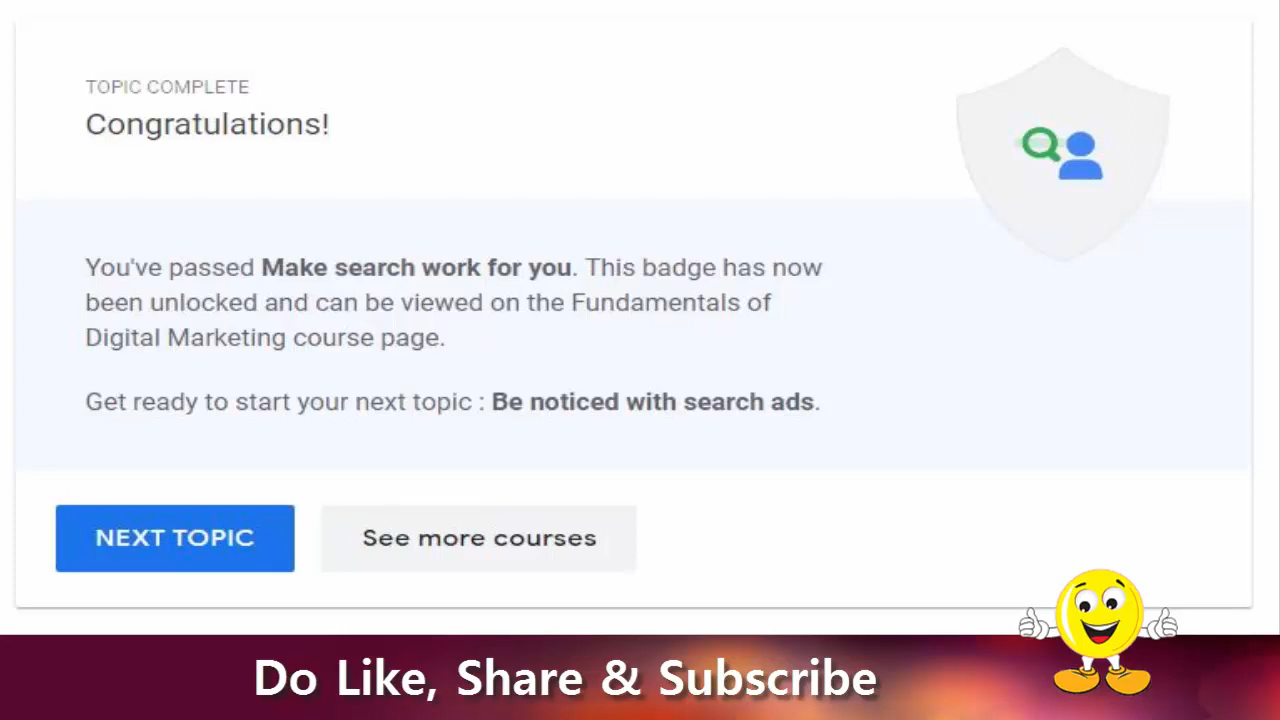 TOPIC COMPLETE
Congratulations!
You've passed Make search work for you. This badge has now
been unlocked and can be viewed on the Fundamentals of
Digital Marketing course page.
Get ready to start your next topic : Be noticed with search ads.
NEXT TOPIC
See more courses
Do Like, Share & Subscribe